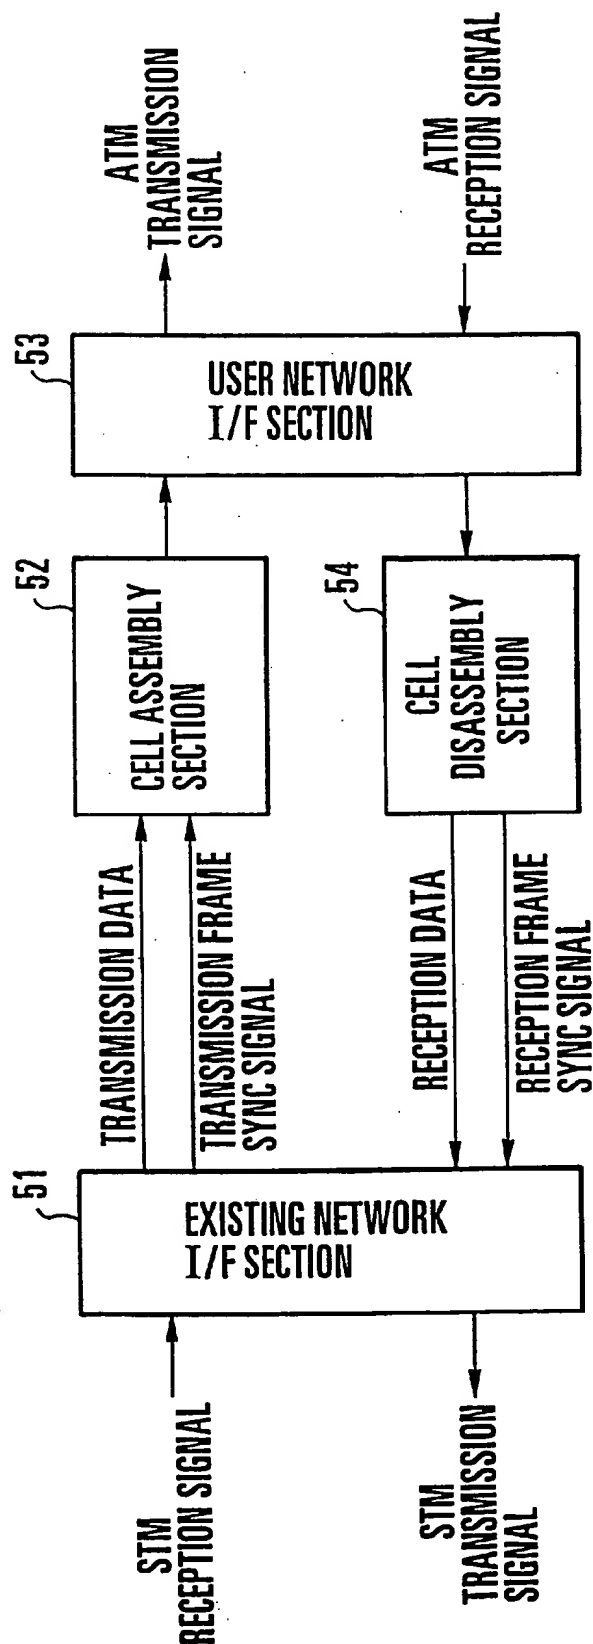 STM
RECEPTION SIGNAL
STM
TRANSMISSION
SIGNAL
51
EXISTING NETWORK
I/F SECTION
TRANSMISSION DATA
TRANSMISSION FRAME
SYNC SIGNAL
RECEPTION DATA
RECEPTION FRAME
SYNC SIGNAL
52
CELL ASSEMBLY
SECTION
54
CELL
DISASSEMBLY
SECTION
53
USER NETWORK
I/F SECTION
ATM
TRANSMISSION
SIGNAL
ATM
RECEPTION SIGNAL